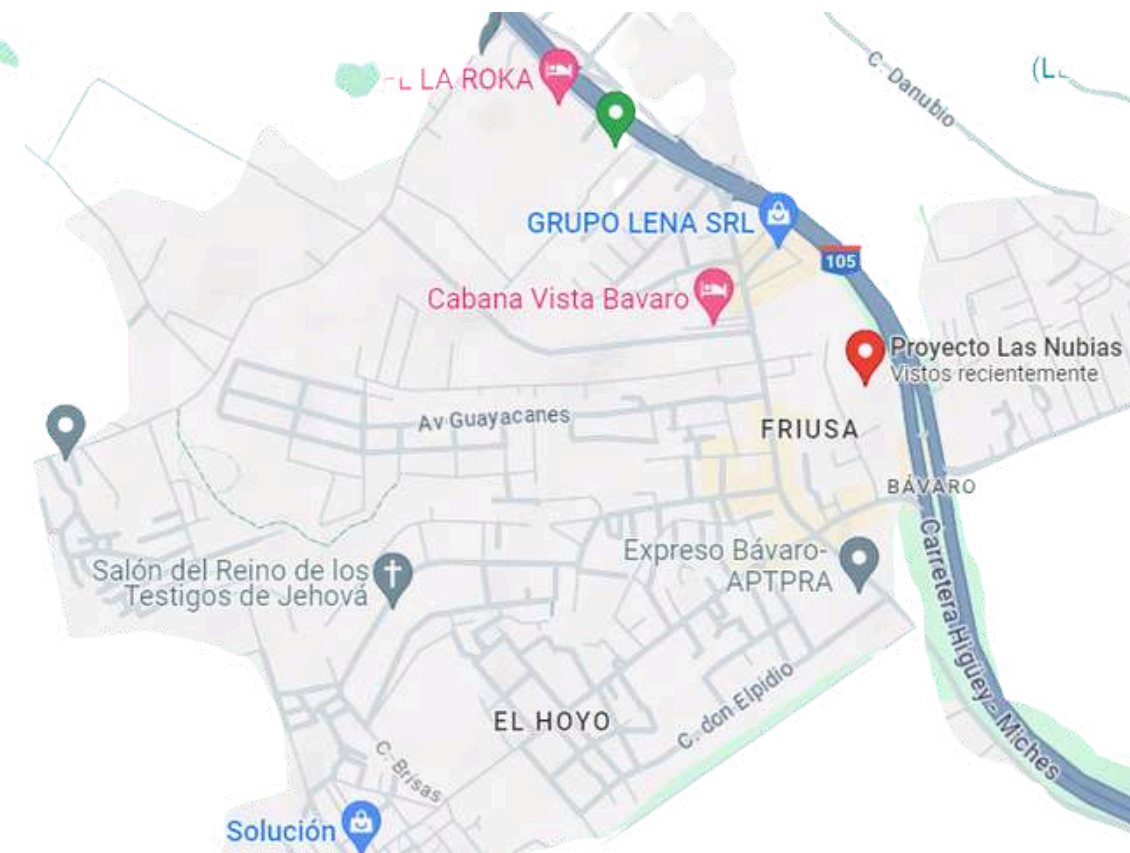 LA ROKA
C. Danubio
GRUPO LENA SRL
105
Cabana Vista Bavaro
Proyecto Las Nubias
Vistos recientemente
Av Guayacanes
FRIUSA
BÁVARO
Expreso Bávaro-
APTPRA
Salón del Reino de los
Testigos de Jehová
Carretera Higüey - Miches
C. don Elpidio
EL HOYO
C. Brisas
Solución